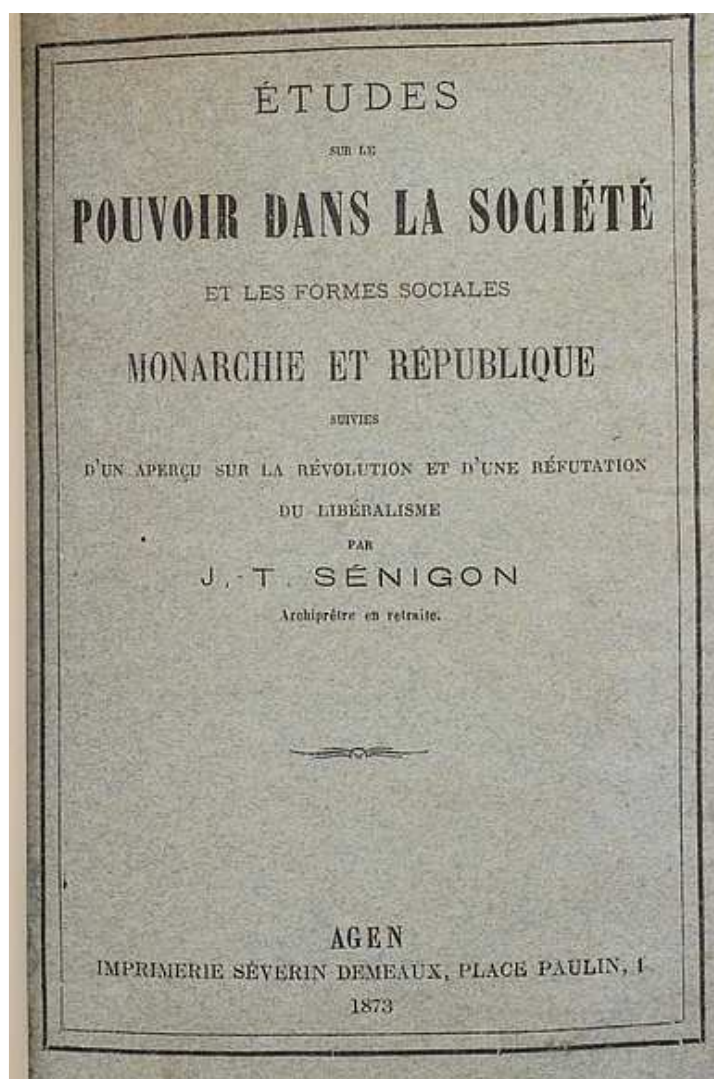 ÉTUDES
SUR LE
POUVOIR DANS LA SOCIÉTÉ
ET LES FORMES SOCIALES
MONARCHIE ET RÉPUBLIQUE
SUIVIES
D'UN APERÇU SUR LA RÉVOLUTION ET D'UNE RÉFUTATION
DU LIBÉRALISME
PAR
J.-T. SÉNIGON
Archiprêtre en retraite.
AGEN
IMPRIMERIE SÉVERIN DEMEAUX, PLACE PAULIN, 1
1873